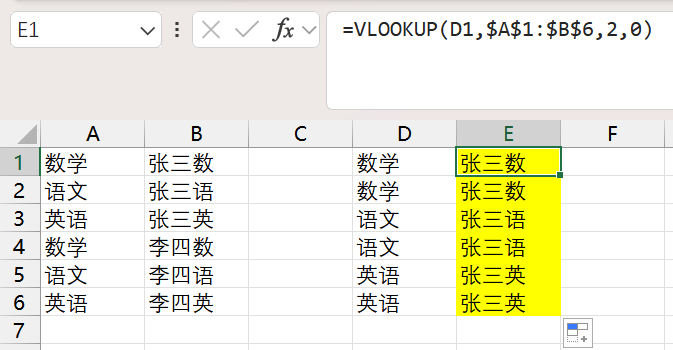 E1 fx =VLOOKUP(D1,$A$1:$B$6,2,0)
A B C D E F
1 数学 张三数 数学 张三数
2 语文 张三语 数学 张三数
3 英语 张三英 语文 张三语
4 数学 李四数 语文 张三语
5 语文 李四语 英语 张三英
6 英语 李四英 英语 张三英
7